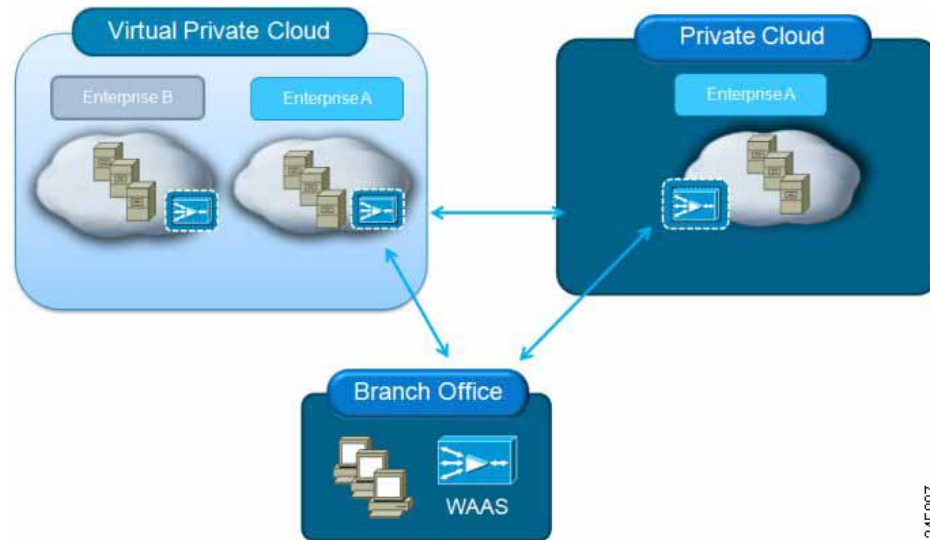 Virtual Private Cloud
Private Cloud
Enterprise B
Enterprise A
Enterprise A
Branch Office
WAAS